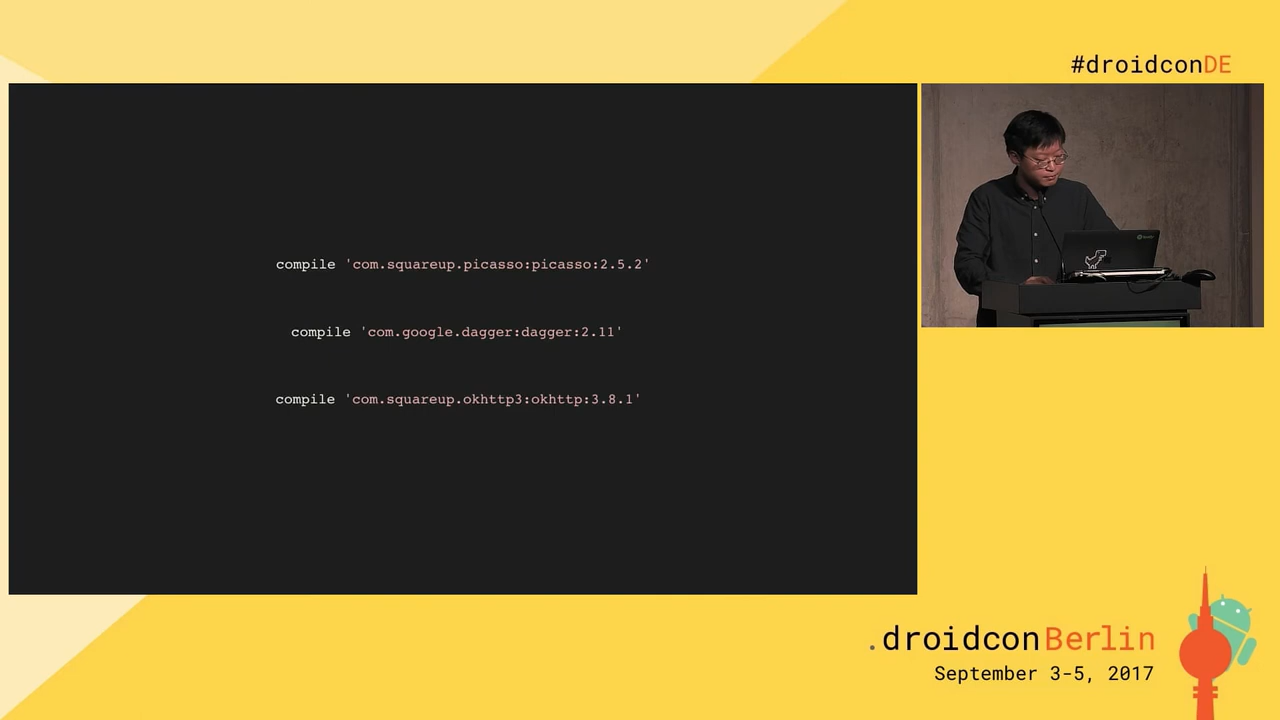 #droidconDE
compile 'com.squareup.picasso:picasso:2.5.2'
compile 'com.google.dagger:dagger:2.11'
compile 'com.squareup.okhttp3:okhttp:3.8.1'
.droidconBerlin
September 3-5, 2017